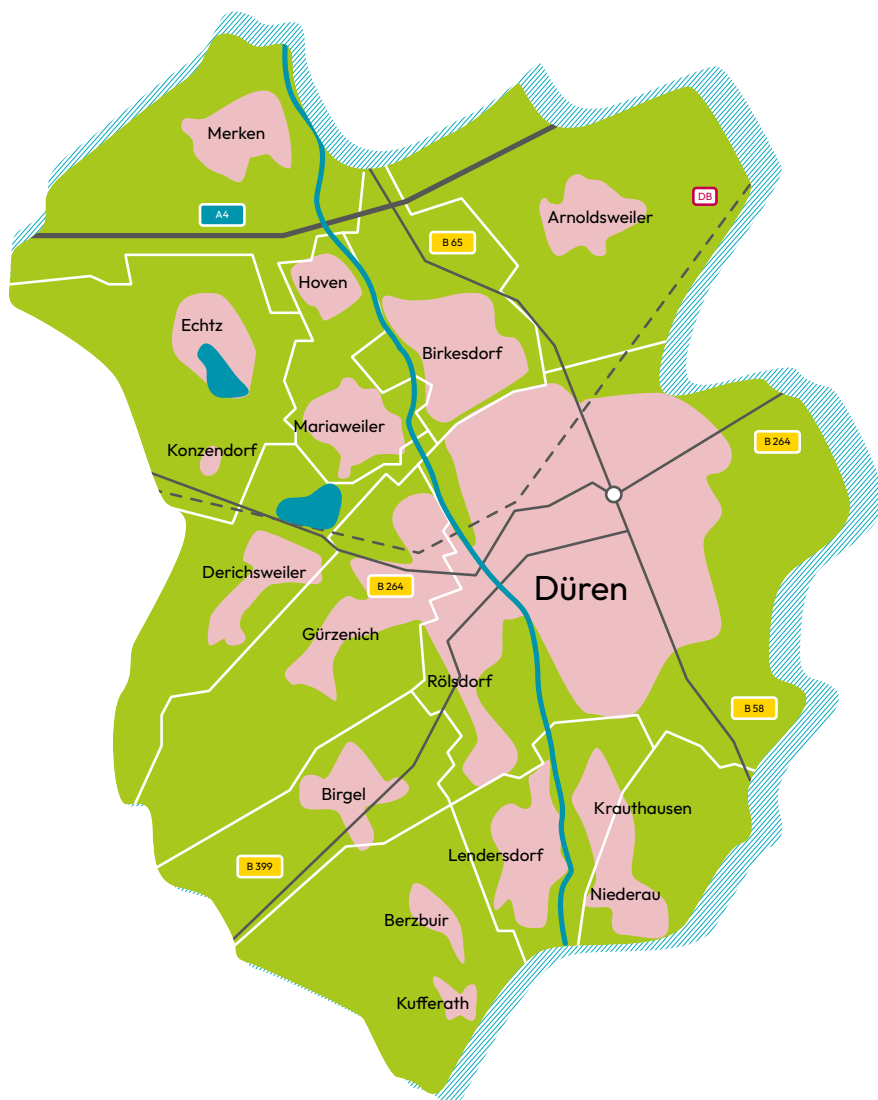 Merken
DB
A4
Arnoldsweiler
B 65
Hoven
Echtz
Birkesdorf
Mariaweiler
B 264
Konzendorf
Derichsweiler
B 264
Düren
Gürzenich
Rölsdorf
B 58
Birgel
Krauthausen
Lendersdorf
B 399
Niederau
Berzbuir
Kufferath